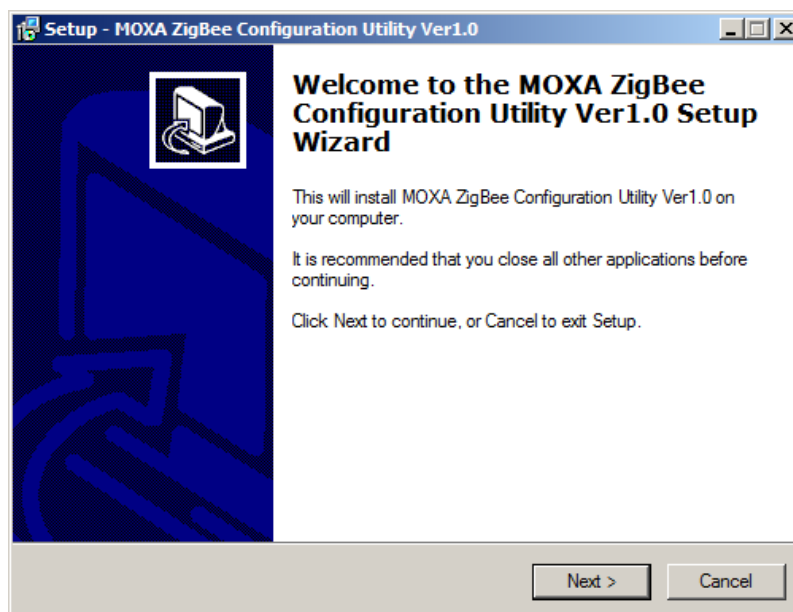 Setup - MOXA ZigBee Configuration Utility Ver1.0
Welcome to the MOXA ZigBee
Configuration Utility Ver1.0 Setup
Wizard
This will install MOXA ZigBee Configuration Utility Ver1.0 on
your computer.
It is recommended that you close all other applications before
continuing.
Click Next to continue, or Cancel to exit Setup.
Next >
Cancel